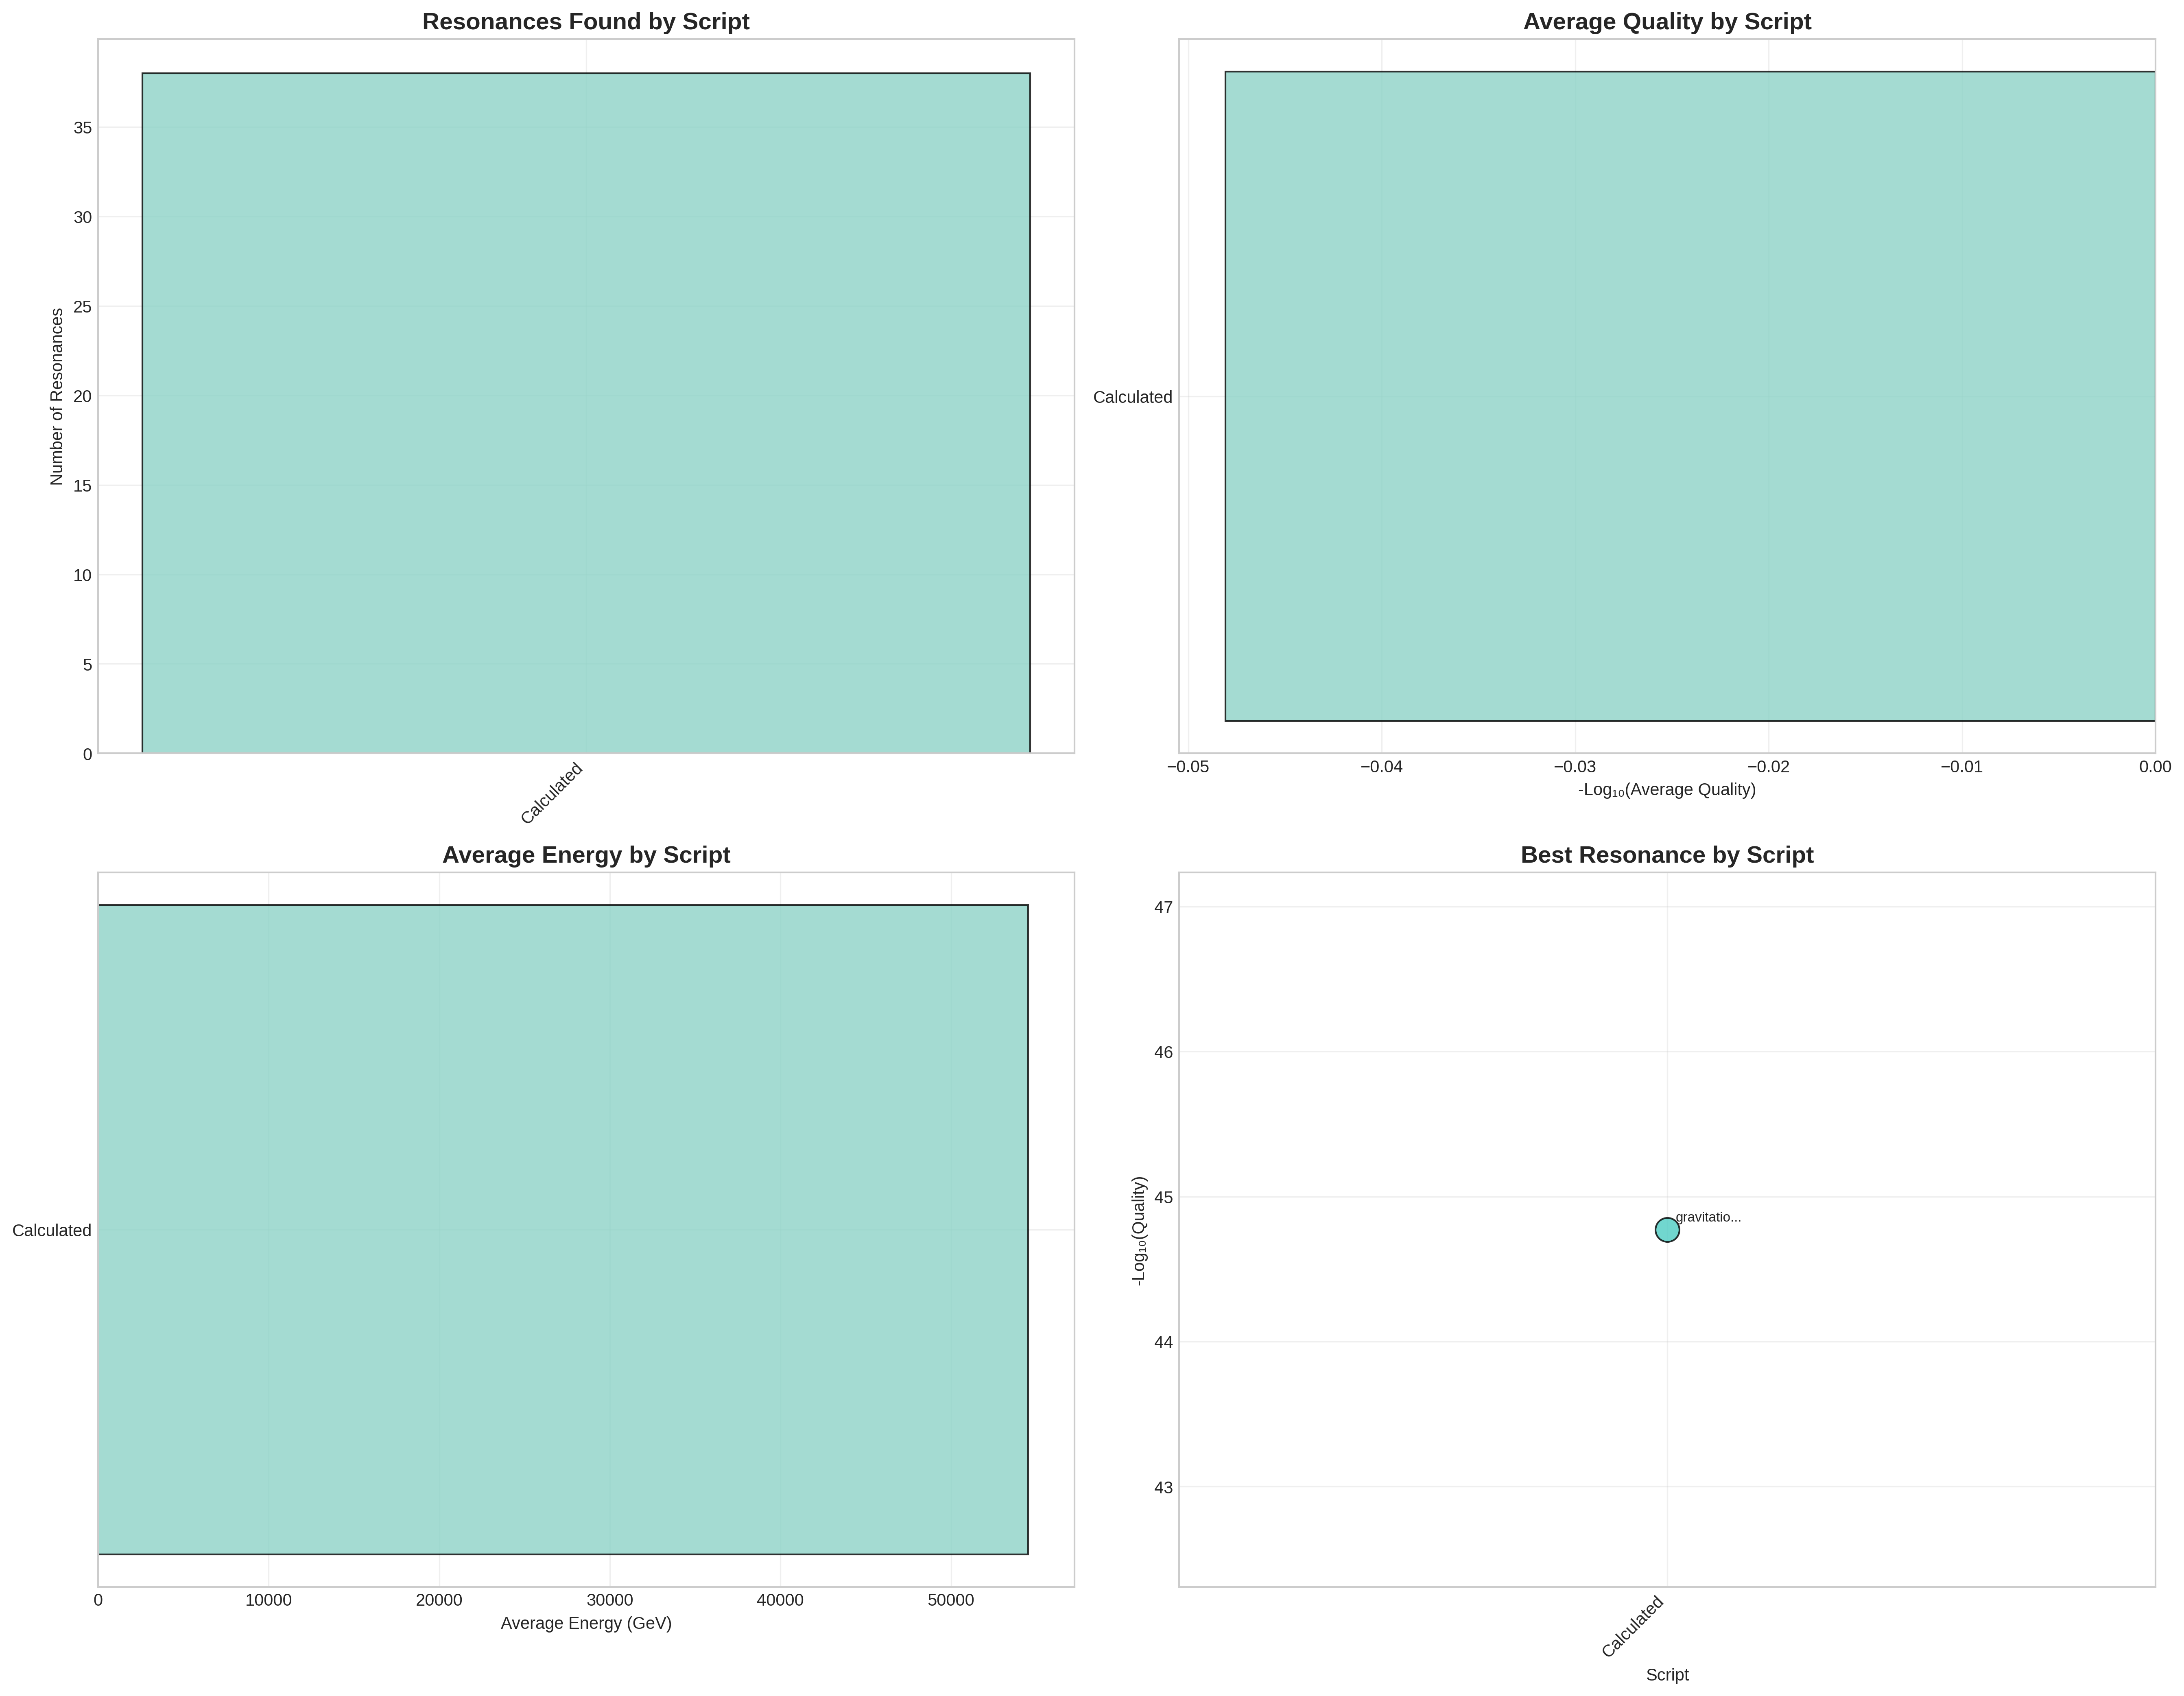 Resonances Found by Script
Number of Resonances
35
30
25
20
15
10
5
0
Calculated
Average Quality by Script
Calculated
−0.05 −0.04 −0.03 −0.02 −0.01 0.00
-Log₁₀(Average Quality)
Average Energy by Script
Calculated
0 10000 20000 30000 40000 50000
Average Energy (GeV)
Best Resonance by Script
-Log₁₀(Quality)
47
46
45
44
43
gravitatio...
Calculated
Script